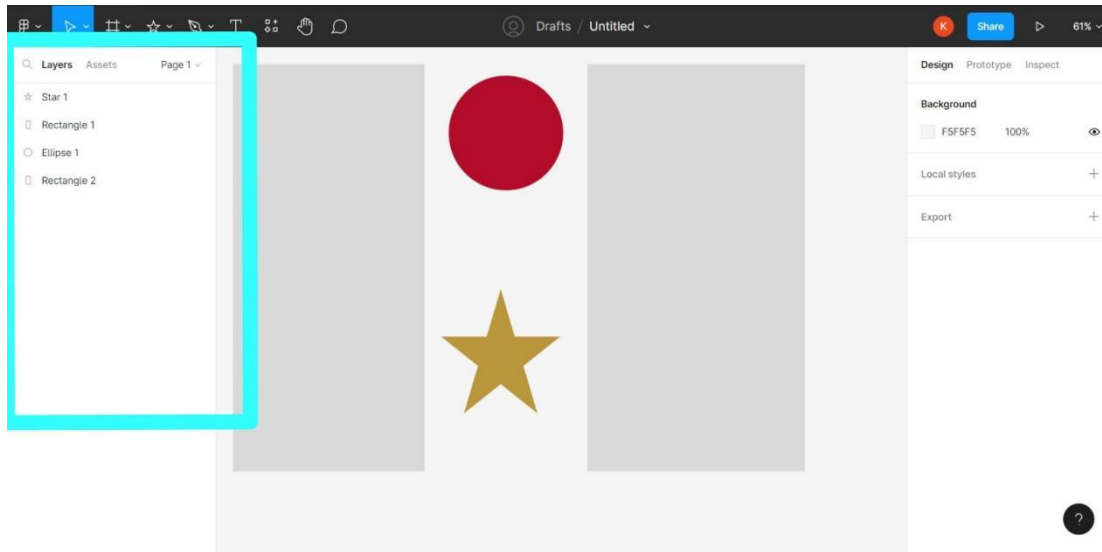 T Drafts / Untitled K Share 61%
Layers Assets Page 1
Star 1
Rectangle 1
Ellipse 1
Rectangle 2
Design Prototype Inspect
Background
F5F5F5 100%
Local styles
Export
?